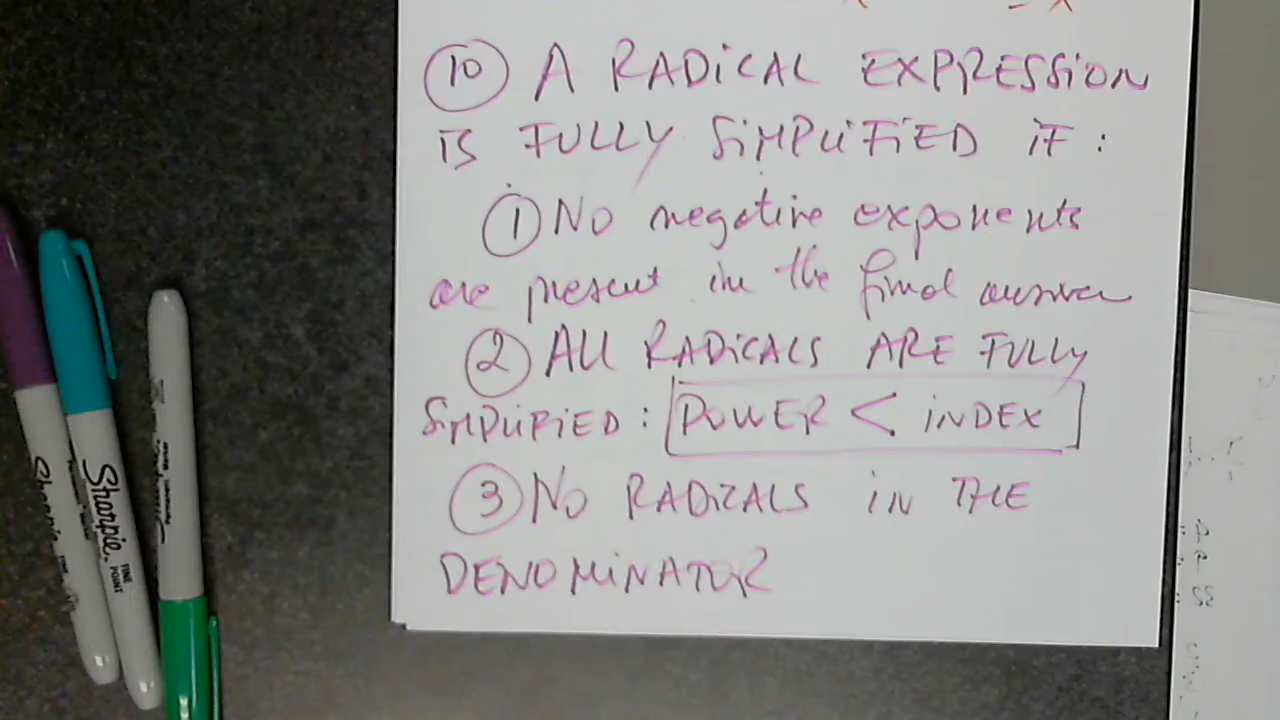 10 A RADICAL EXPRESSION
IS FULLY SIMPLIFIED IF:
1 No negative exponents
are present in the final answer
2 All RADICALS ARE FULLY
SIMPLIFIED: POWER < INDEX
3 No RADICALS IN THE
DENOMINATOR
Sharpie
Sharpie
FINE POINT